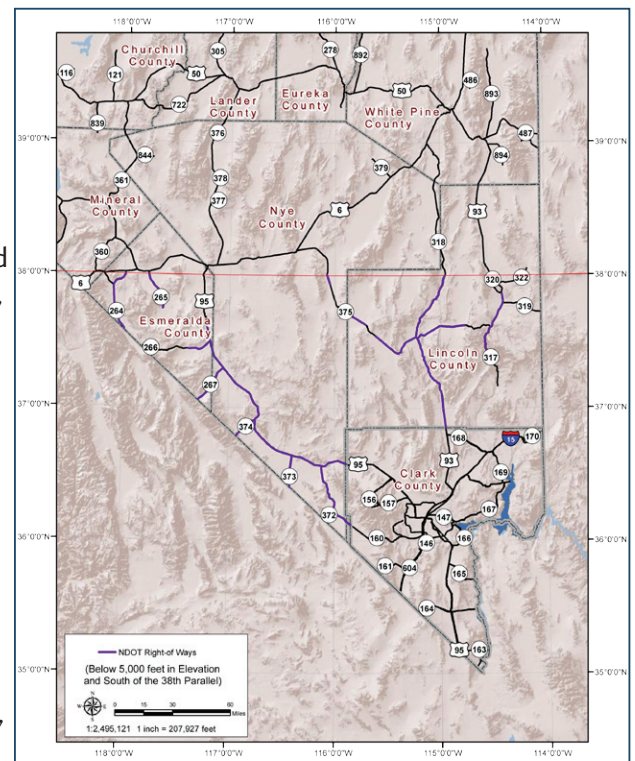 118°0'0"W 117°0'0"W 116°0'0"W 115°0'0"W 114°0'0"W
305 278 892
Churchill
County
116 121 50 486
722 50 893
Lander
County
Eureka
County
White Pine
County
839 376 487
39°0'0"N 39°0'0"N
844 894
379
361 378
377
Mineral
County
Nye
County
6 93
318
360
d
38°0'0"N 38°0'0"N
6 265 95 320 322
264 375 319
Esmeralda
County
266 Lincoln
County
317
267
37°0'0"N 37°0'0"N
374 168 15 170
95 93
Clark
County
373 169
156 157 167
372 147
36°0'0"N 36°0'0"N
160 146 166
161 604 165
164
95 163
35°0'0"N 35°0'0"N
NDOT Right-of Ways
(Below 5,000 feet in Elevation
and South of the 38th Parallel)
N
W E
S
0 15 30 60
Miles
1:2,495,121 1 inch = 207,927 feet
118°0'0"W 117°0'0"W 116°0'0"W 115°0'0"W 114°0'0"W